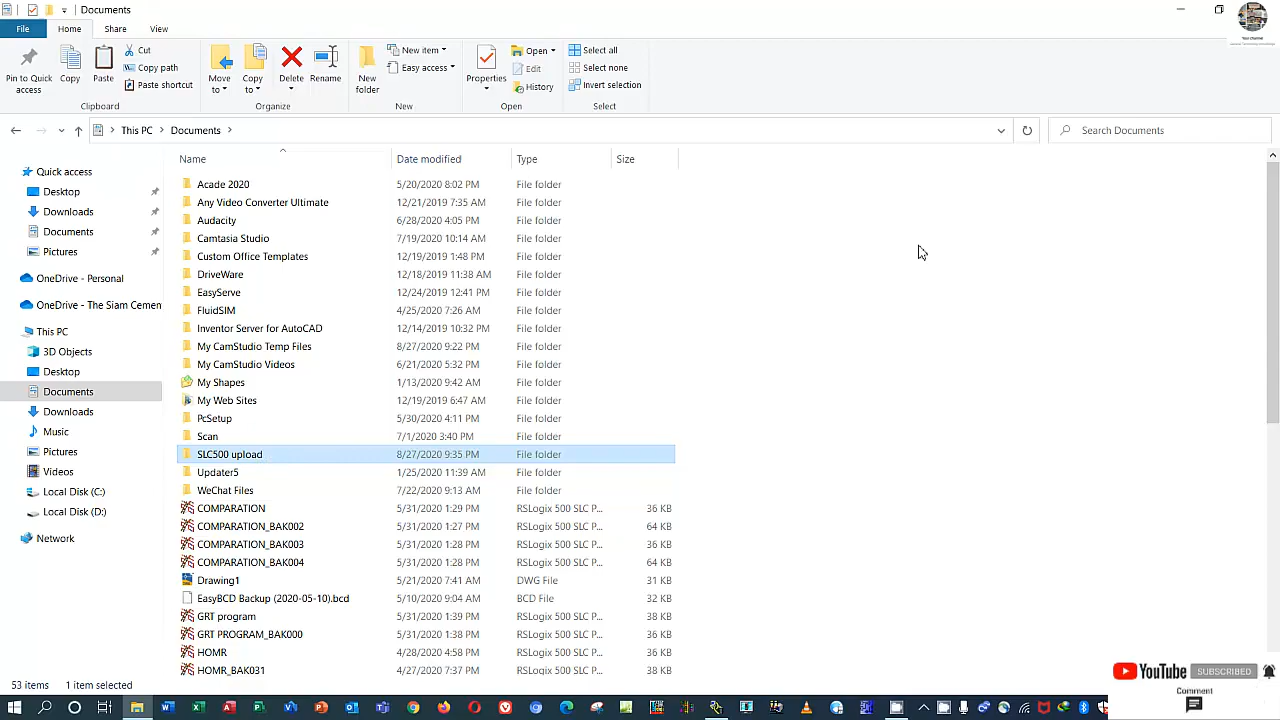 Documents
File Home Share View
Pin to Quick access
Copy
Paste
Cut
Copy path
Paste shortcut
Clipboard
Move to
Copy to
Delete
Rename
Organize
New folder
New item
Easy access
New
Properties
Open
Edit
History
Open
Select all
Select none
Invert selection
Select
Your channel
This PC Documents
Search Documents
Name Date modified Type Size
Quick access
Desktop
Downloads
Documents
Pictures
OneDrive - Personal
OneDrive - The Siam Cemen
This PC
3D Objects
Desktop
Documents
Downloads
Music
Pictures
Videos
Local Disk (C:)
Local Disk (D:)
Network
Acade 2020 5/20/2020 8:02 PM File folder
Any Video Converter Ultimate 12/21/2019 7:35 AM File folder
Audacity 6/28/2020 4:05 PM File folder
Camtasia Studio 7/19/2020 10:14 AM File folder
Custom Office Templates 12/19/2019 1:48 PM File folder
DriveWare 12/18/2019 11:38 AM File folder
EasyServe 12/24/2019 12:41 PM File folder
FluidSIM 4/25/2020 7:26 AM File folder
Inventor Server for AutoCAD 12/14/2019 10:32 PM File folder
My CamStudio Temp Files 8/27/2020 9:22 PM File folder
My CamStudio Videos 6/21/2020 5:32 PM File folder
My Shapes 1/13/2020 9:42 AM File folder
My Web Sites 12/19/2019 6:47 AM File folder
PcSetup 5/30/2020 4:11 PM File folder
Scan 7/1/2020 3:40 PM File folder
SLC500 upload 8/27/2020 9:35 PM File folder
Updater5 1/25/2020 11:39 AM File folder
WeChat Files 7/22/2020 9:13 AM File folder
COMPARATION 5/31/2020 1:29 PM RSLogix 500 SLC P... 36 KB
COMPARATION_BAK002 5/31/2020 1:27 PM RSLogix 500 SLC P... 64 KB
COMPARATION_BAK003 5/31/2020 1:28 PM RSLogix 500 SLC P... 36 KB
COMPARATION_BAK004 5/31/2020 1:28 PM RSLogix 500 SLC P... 64 KB
Drawing1 5/21/2020 7:41 AM DWG File 31 KB
EasyBCD Backup (2020-05-10).bcd 5/10/2020 9:04 AM BCD File 32 KB
GRT program 5/31/2020 1:39 PM RSLogix 500 SLC P... 38 KB
GRT PROGRAM_BAK000 5/31/2020 1:38 PM RSLogix 500 SLC P... 36 KB
HOMR 4/28/2020 4:58 PM RSLogix 500 SLC P... 36 KB
HOMR_BAK031 4/27/2020 7:37 PM RSLogix 500 SLC P... 38 KB
53 items 1 item selected
YouTube SUBSCRIBED
Comment